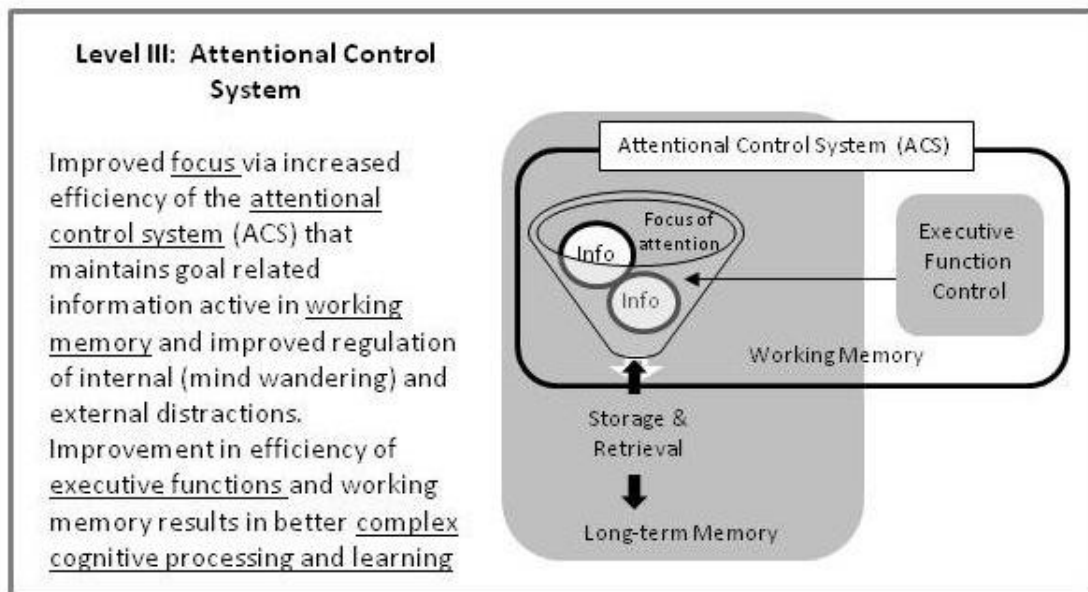 Level III: Attentional Control
System
Improved focus via increased
efficiency of the attentional
control system (ACS) that
maintains goal related
information active in working
memory and improved regulation
of internal (mind wandering) and
external distractions.
Improvement in efficiency of
executive functions and working
memory results in better complex
cognitive processing and learning
Attentional Control System (ACS)
Focus of
attention
Info
Info
Executive
Function
Control
Working Memory
Storage &
Retrieval
Long-term Memory